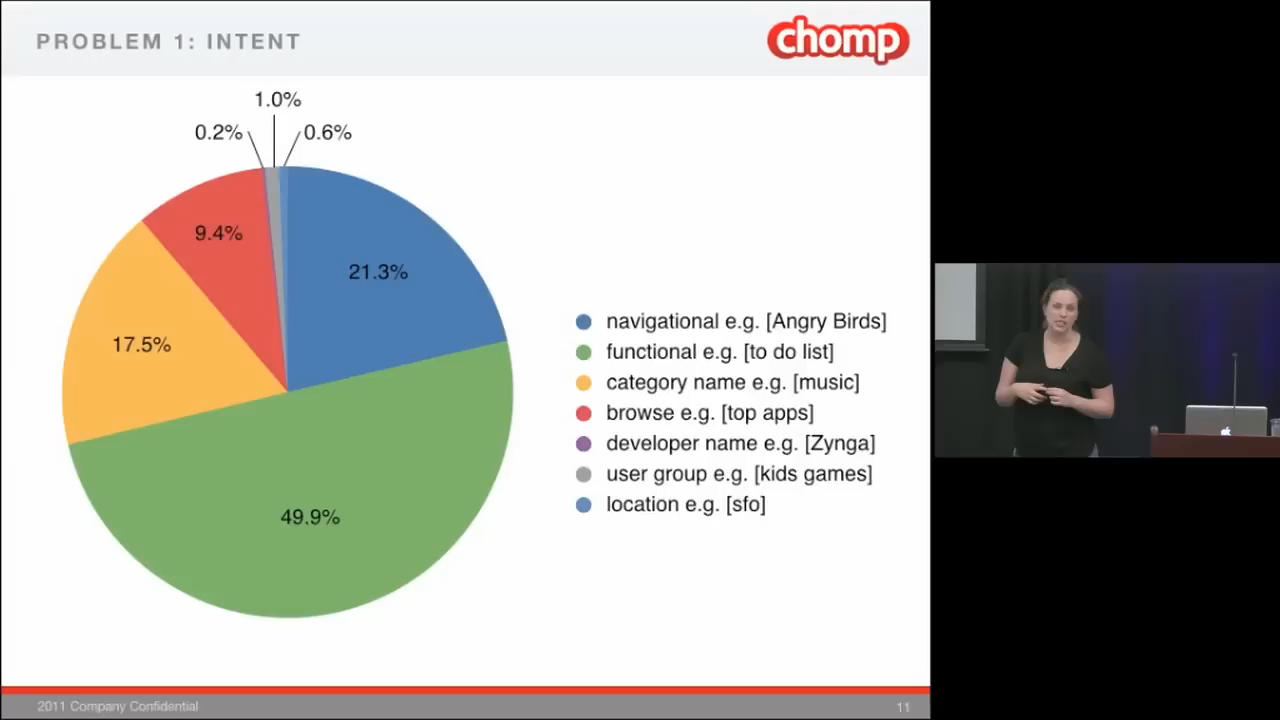 PROBLEM 1: INTENT
chomp
1.0%
0.2%
0.6%
9.4%
21.3%
17.5%
49.9%
navigational e.g. [Angry Birds]
functional e.g. [to do list]
category name e.g. [music]
browse e.g. [top apps]
developer name e.g. [Zynga]
user group e.g. [kids games]
location e.g. [sfo]
2011 Company Confidential
11